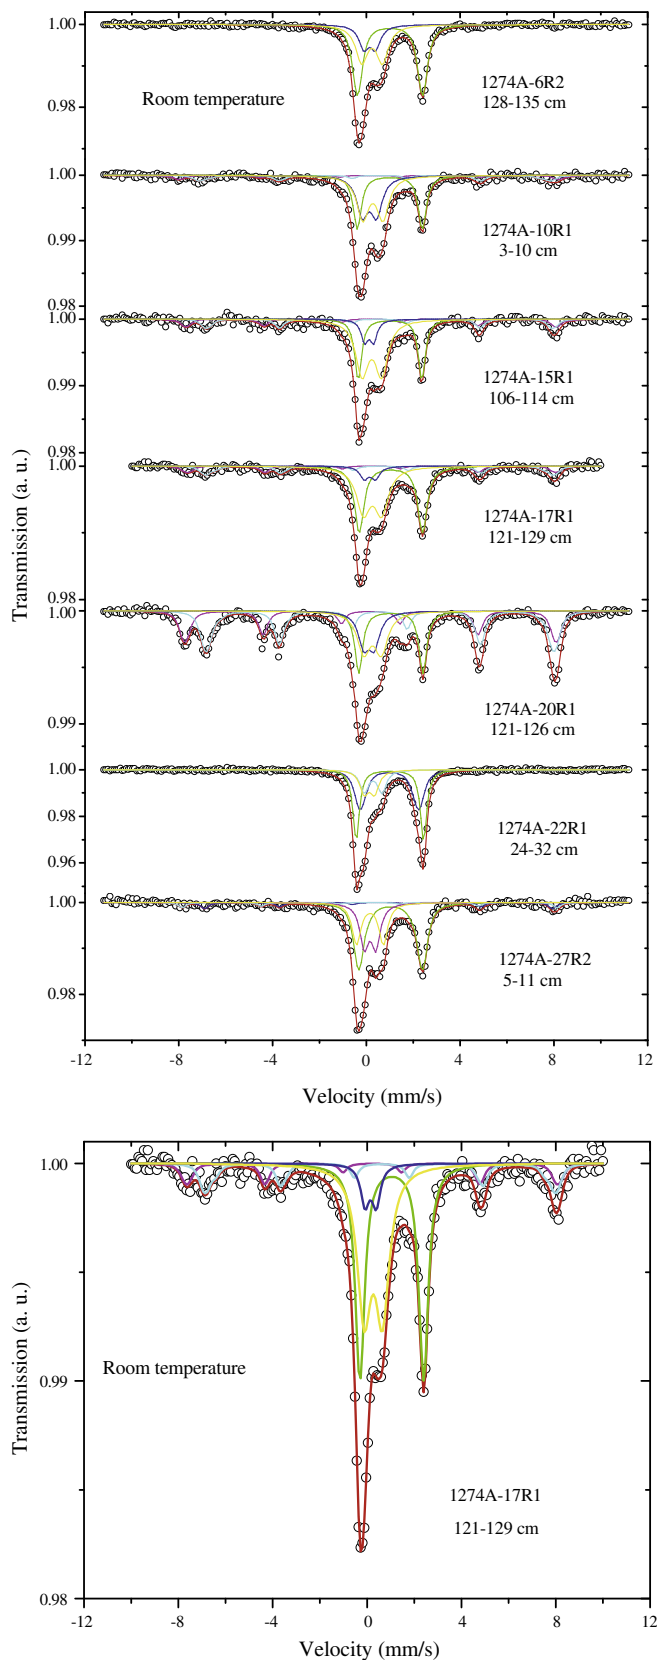 1.00
1274A-6R2
Room temperature
128-135 cm
0.98
1.00
1274A-10R1
0.99
3-10 cm
0.98
1.00
1274A-15R1
0.99
106-114 cm
0.98
1.00
1274A-17R1
121-129 cm
0.98
1.00
1274A-20R1
0.99
121-126 cm
1.00
0.98
1274A-22R1
24-32 cm
0.96
1.00
1274A-27R2
5-11 cm
0.98
Transmission (a. u.)
-12 -8 -4 0 4 8 12
Velocity (mm/s)
1.00
0.99
Room temperature
1274A-17R1
121-129 cm
0.98
Transmission (a. u.)
-12 -8 -4 0 4 8 12
Velocity (mm/s)